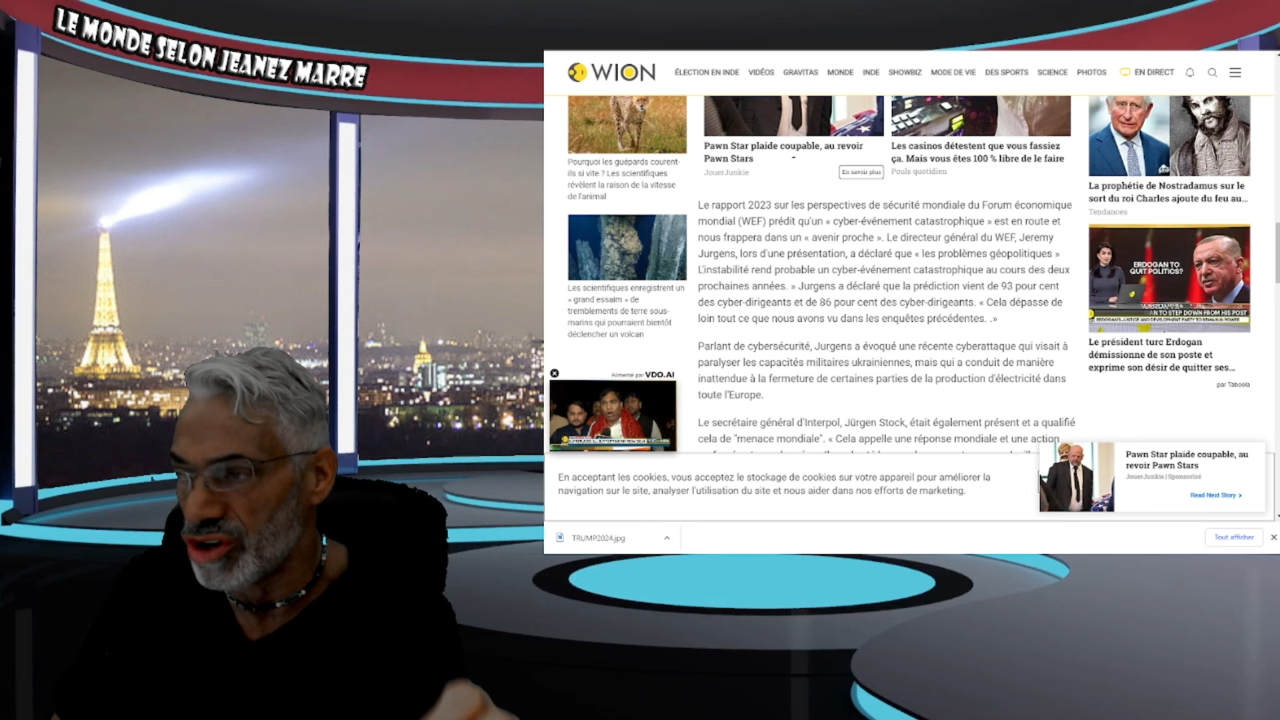 LE MONDE SELON JEANEZ MARRE
WION
ÉLECTION EN INDE VIDÉOS GRAVITAS MONDE INDE SHOWBIZ MODE DE VIE DES SPORTS SCIENCE PHOTOS EN DIRECT
Pourquoi les guépards courent-
ils si vite ? Les scientifiques
révèlent la raison de la vitesse
de l'animal
Les scientifiques enregistrent un
« grand essaim » de
tremblements de terre sous-
marins qui pourraient bientôt
déclencher un volcan
Alimenté par VDO.AI
Pawn Star plaide coupable, au revoir
Pawn Stars
JouerJunkie
En savoir plus
Les casinos détestent que vous fassiez
ça. Mais vous êtes 100 % libre de le faire
Pouls quotidien
Le rapport 2023 sur les perspectives de sécurité mondiale du Forum économique
mondial (WEF) prédit qu'un « cyber-événement catastrophique » est en route et
nous frappera dans un « avenir proche ». Le directeur général du WEF, Jeremy
Jurgens, lors d'une présentation, a déclaré que « les problèmes géopolitiques »
L'instabilité rend probable un cyber-événement catastrophique au cours des deux
prochaines années. » Jurgens a déclaré que la prédiction vient de 93 pour cent
des cyber-dirigeants et de 86 pour cent des cyber-dirigeants. « Cela dépasse de
loin tout ce que nous avons vu dans les enquêtes précédentes. .»
Parlant de cybersécurité, Jurgens a évoqué une récente cyberattaque qui visait à
paralyser les capacités militaires ukrainiennes, mais qui a conduit de manière
inattendue à la fermeture de certaines parties de la production d'électricité dans
toute l'Europe.
Le secrétaire général d'Interpol, Jürgen Stock, était également présent et a qualifié
cela de "menace mondiale". « Cela appelle une réponse mondiale et une action
La prophétie de Nostradamus sur le
sort du roi Charles ajoute du feu au...
Tendances
ERDOGAN TO
QUIT POLITICS?
AN TO STEP DOWN FROM HIS POST
Le président turc Erdogan
démissionne de son poste et
exprime son désir de quitter ses...
par Taboola
Pawn Star plaide coupable, au
revoir Pawn Stars
JouerJunkie | Sponsorisé
Read Next Story
En acceptant les cookies, vous acceptez le stockage de cookies sur votre appareil pour améliorer la
navigation sur le site, analyser l'utilisation du site et nous aider dans nos efforts de marketing.
TRUMP2024.jpg
Tout afficher